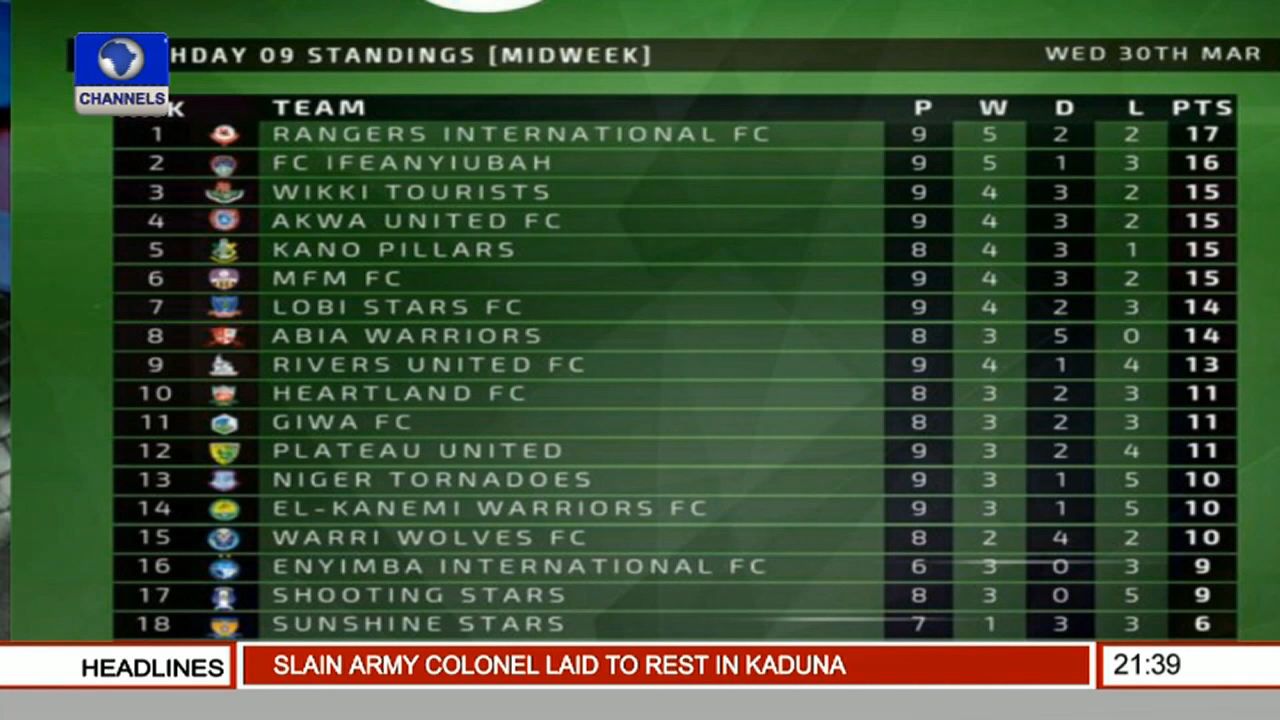 HDAY 09 STANDINGS [MIDWEEK] WED 30TH MAR
CHANNELS
K TEAM P W D L PTS
1 RANGERS INTERNATIONAL FC 9 5 2 2 17
2 FC IFEANYIUBAH 9 5 1 3 16
3 WIKKI TOURISTS 9 4 3 2 15
4 AKWA UNITED FC 9 4 3 2 15
5 KANO PILLARS 8 4 3 1 15
6 MFM FC 9 4 3 2 15
7 LOBI STARS FC 9 4 2 3 14
8 ABIA WARRIORS 8 3 5 0 14
9 RIVERS UNITED FC 9 4 1 4 13
10 HEARTLAND FC 8 3 2 3 11
11 GIWA FC 8 3 2 3 11
12 PLATEAU UNITED 9 3 2 4 11
13 NIGER TORNADOES 9 3 1 5 10
14 EL-KANEMI WARRIORS FC 9 3 1 5 10
15 WARRI WOLVES FC 8 2 4 2 10
16 ENYIMBA INTERNATIONAL FC 6 3 0 3 9
17 SHOOTING STARS 8 3 0 5 9
18 SUNSHINE STARS 7 1 3 3 6
HEADLINES SLAIN ARMY COLONEL LAID TO REST IN KADUNA 21:39